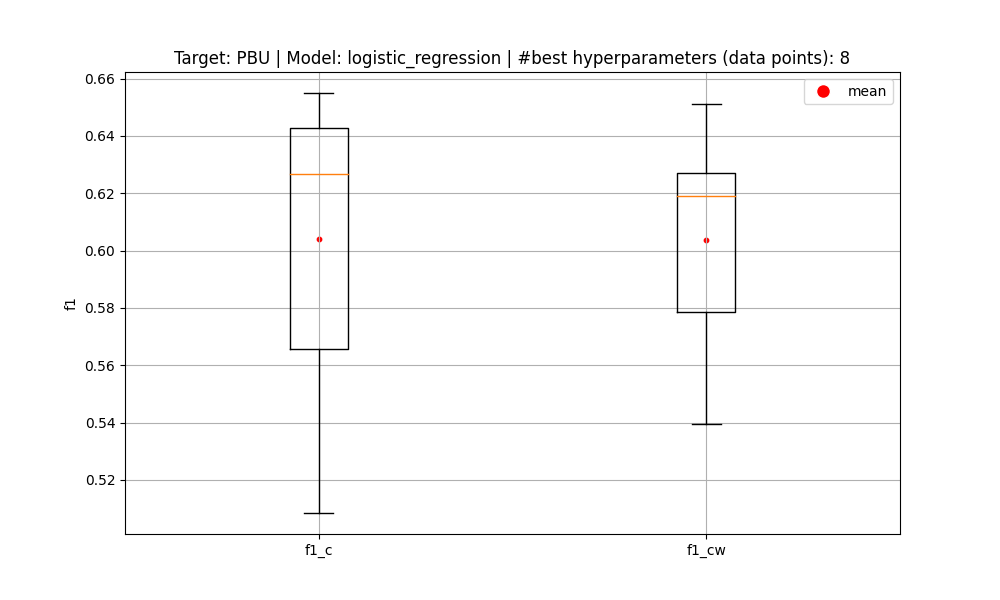 Target: PBU | Model: logistic_regression | #best hyperparameters (data points): 8
mean
0.66
0.64
0.62
0.60
0.58
0.56
0.54
0.52
f1
f1_c
f1_cw